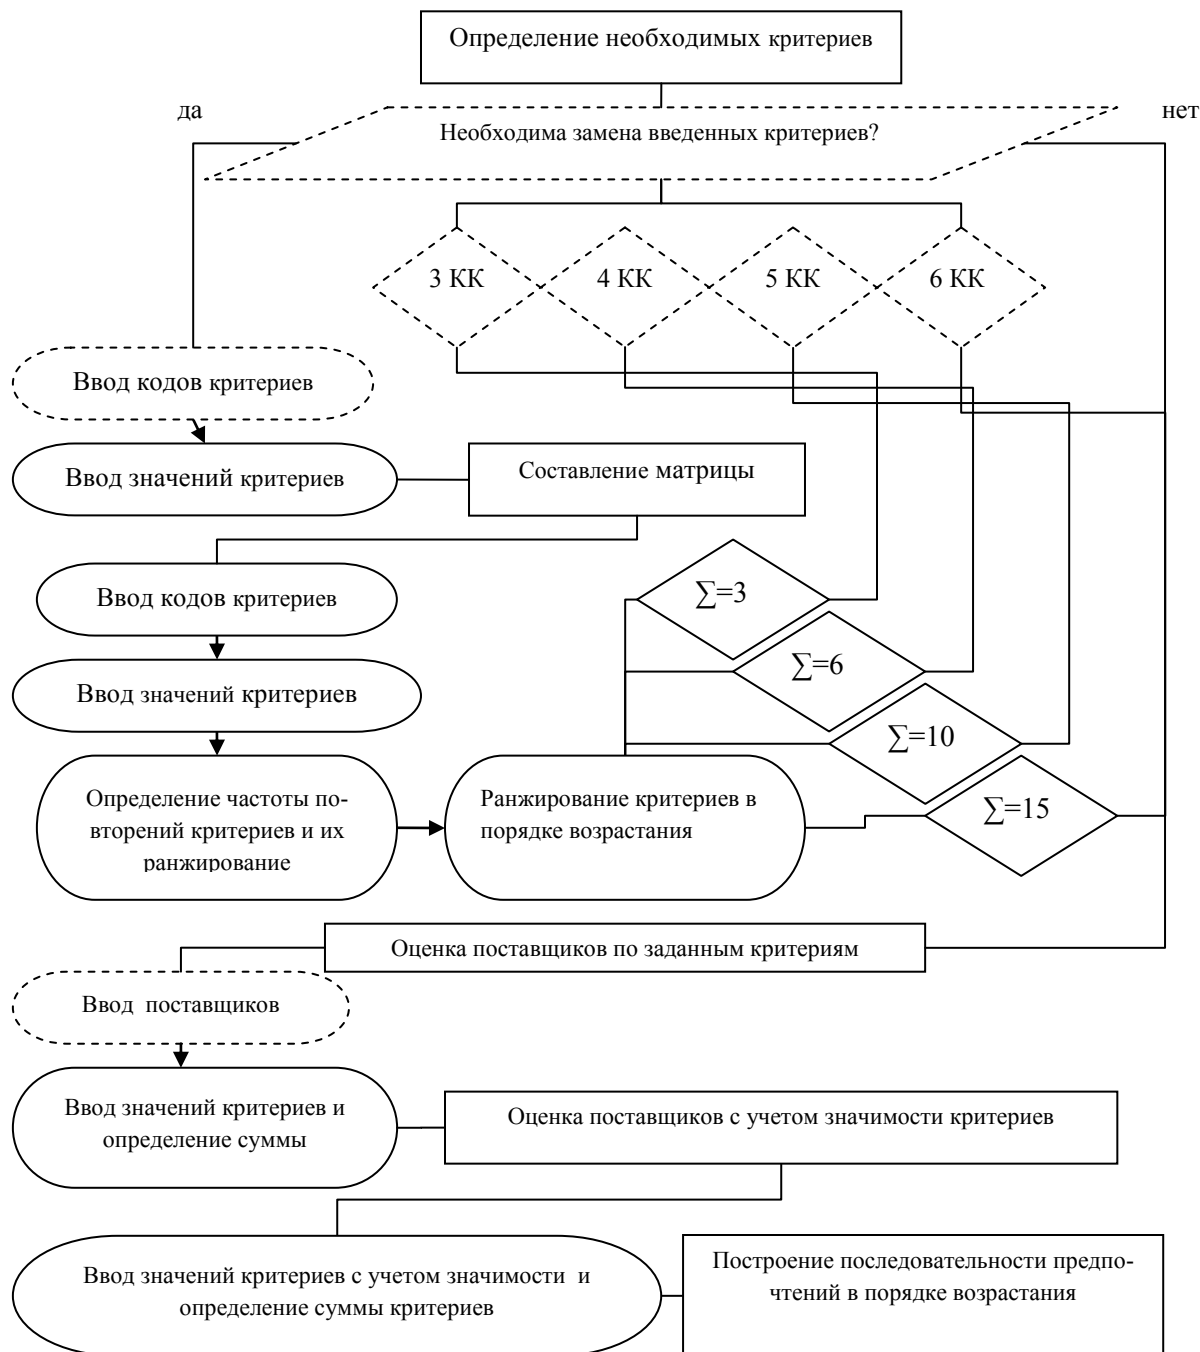 Определение необходимых критериев
да
нет
Необходима замена введенных критериев?
3 КК
4 КК
5 КК
6 КК
Ввод кодов критериев
Ввод значений критериев
Составление матрицы
Ввод кодов критериев
∑=3
∑=6
Ввод значений критериев
∑=10
Определение частоты по-
вторений критериев и их
ранжирование
Ранжирование критериев в
порядке возрастания
∑=15
Оценка поставщиков по заданным критериям
Ввод поставщиков
Ввод значений критериев и
определение суммы
Оценка поставщиков с учетом значимости критериев
Ввод значений критериев с учетом значимости и
определение суммы критериев
Построение последовательности предпо-
чтений в порядке возрастания